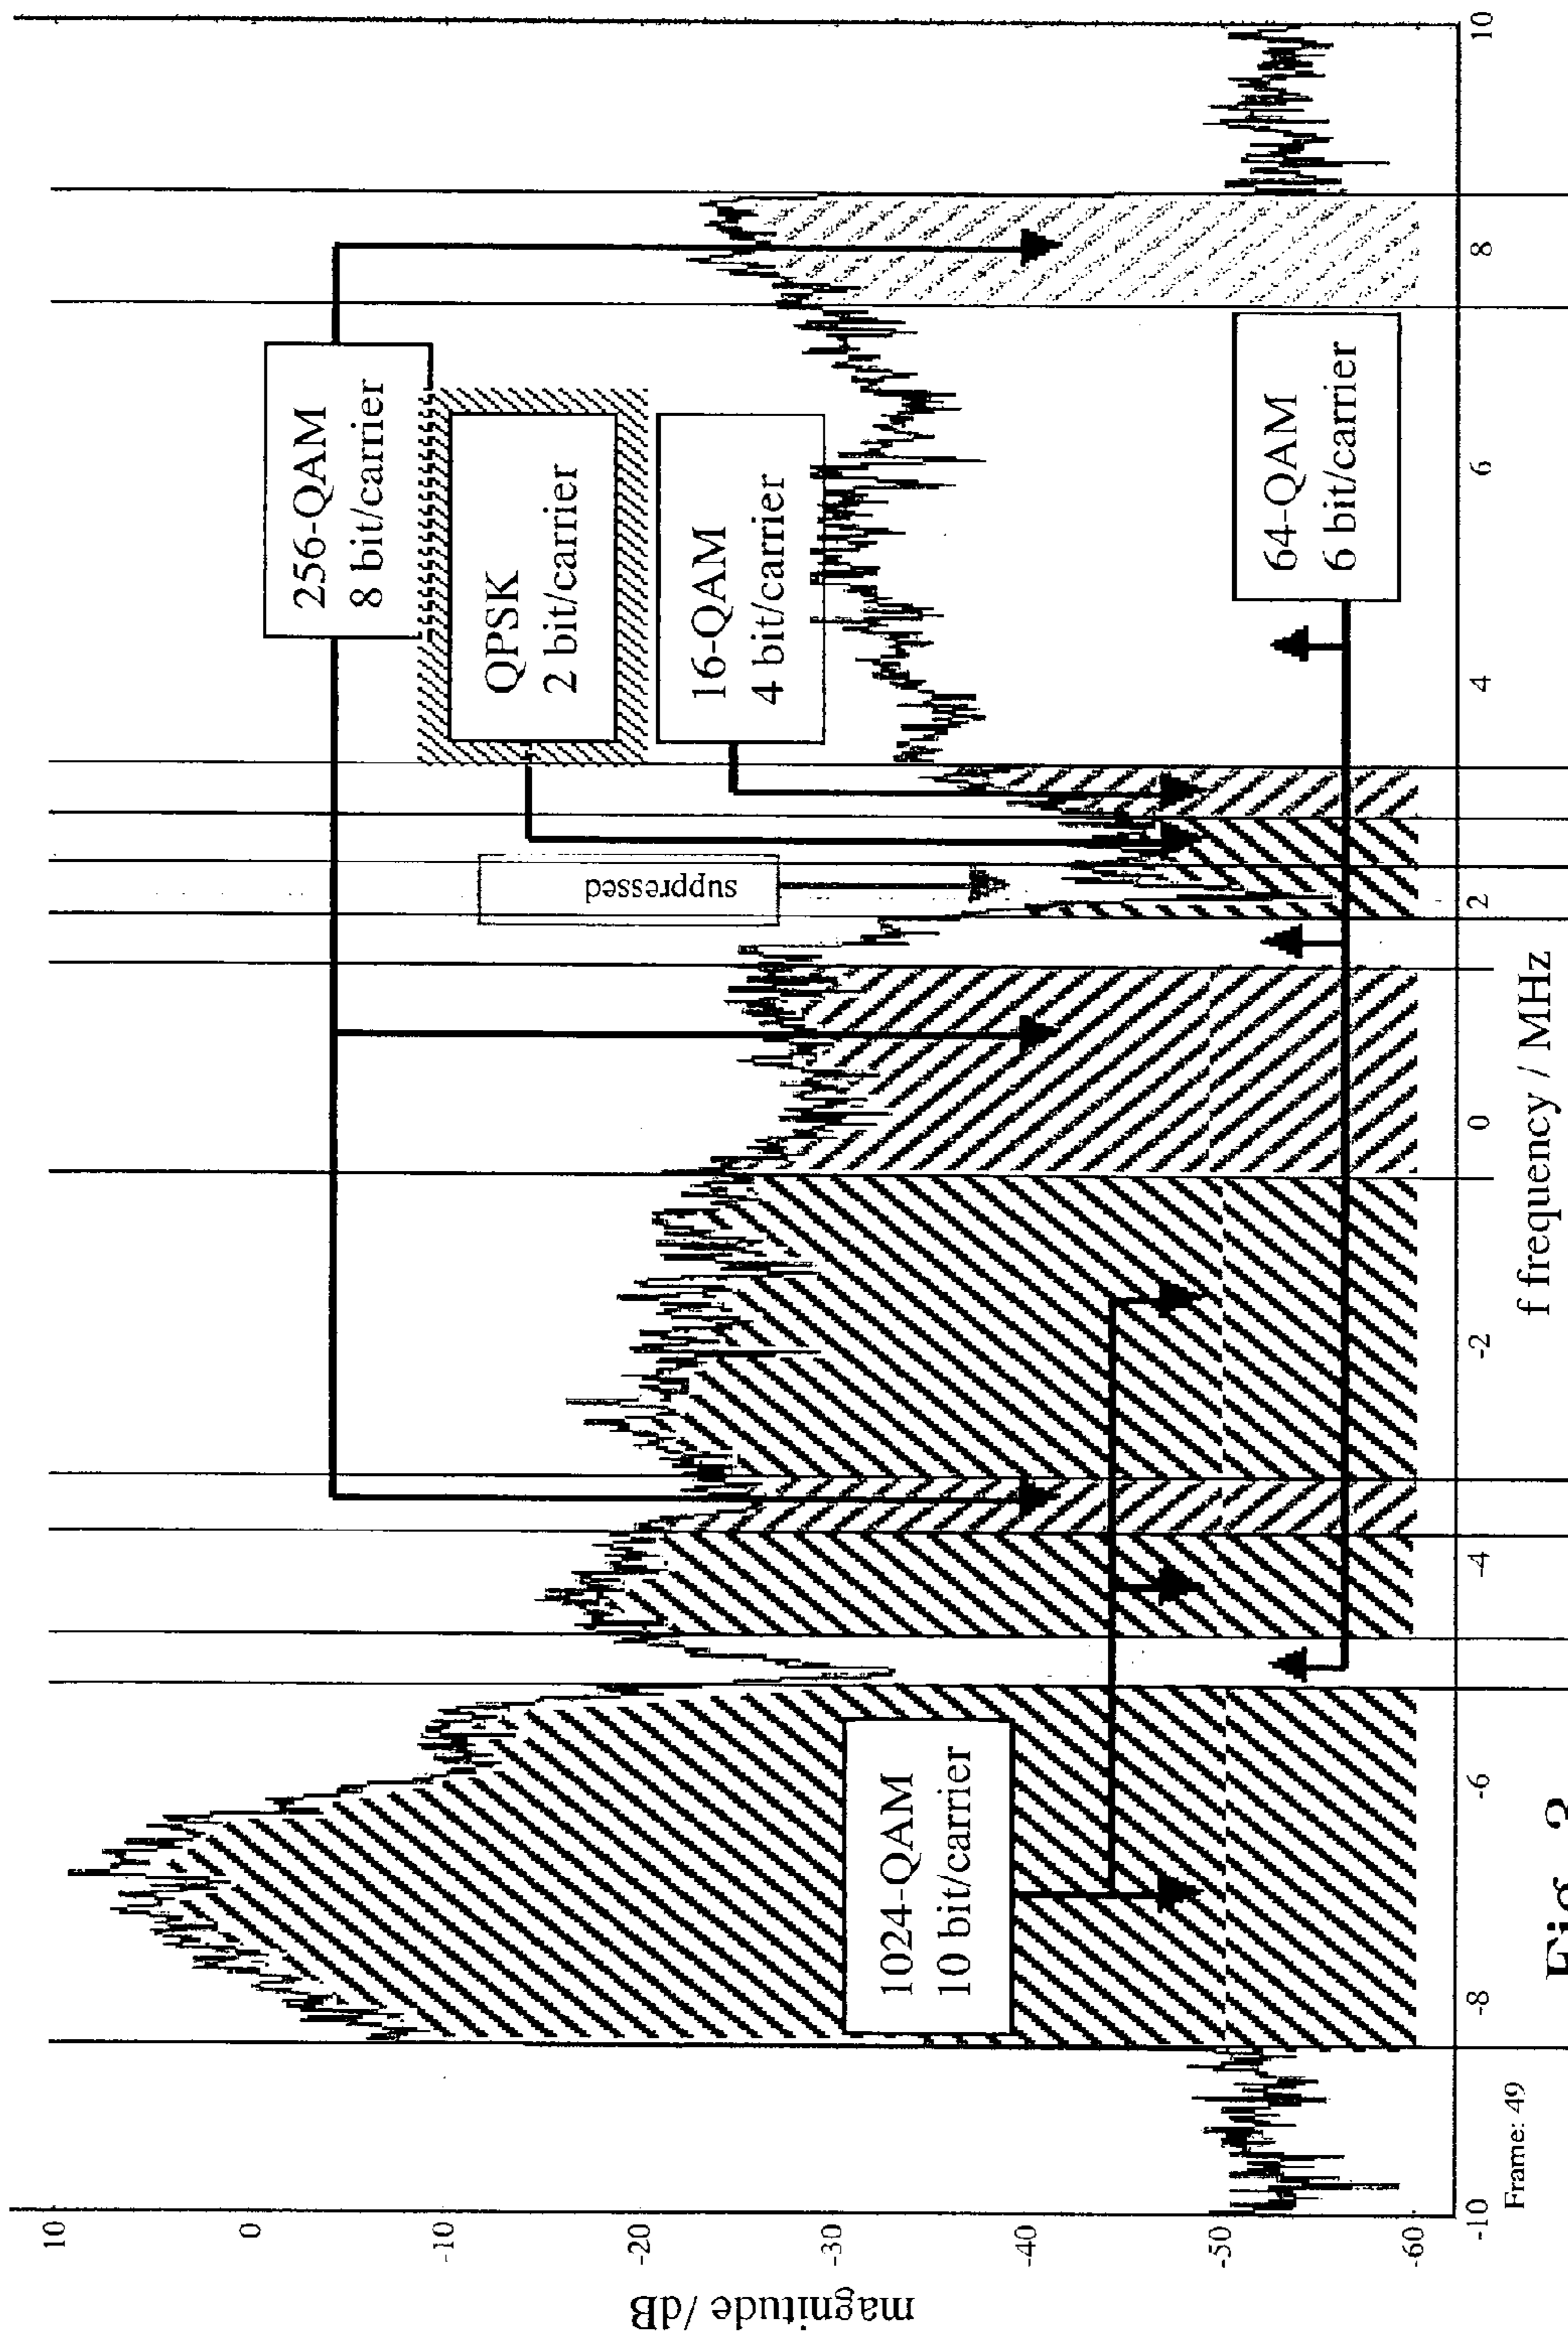 256-QAM
8 bit/carrier
QPSK
2 bit/carrier
16-QAM
4 bit/carrier
suppressed
1024-QAM
10 bit/carrier
64-QAM
6 bit/carrier
magnitude / dB
10
0
-10
-20
-30
-40
-50
-60
-10
-8
-6
-4
-2
0
2
4
6
8
10
f frequency / MHz
Frame: 49
Fig. 3